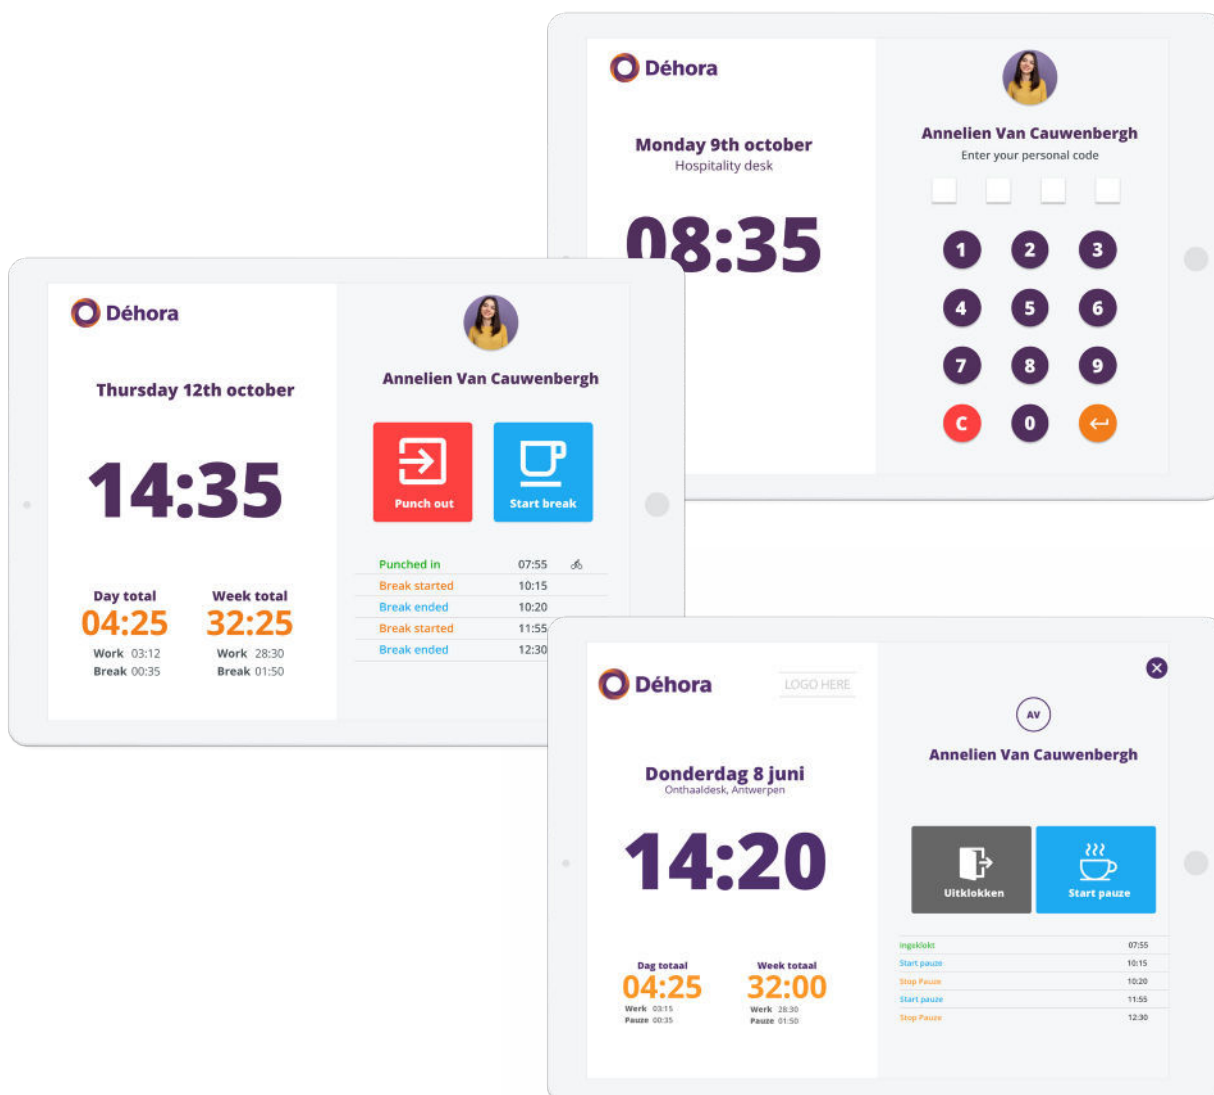 Déhora
Monday 9th october
Hospitality desk
08:35
Annelien Van Cauwenbergh
Enter your personal code
1 2 3
4 5 6
7 8 9
C 0
Déhora
Thursday 12th october
14:35
Day total Week total
04:25 32:25
Work 03:12 Work 28:30
Break 00:35 Break 01:50
Annelien Van Cauwenbergh
Punch out Start break
Punched in 07:55
Break started 10:15
Break ended 10:20
Break started 11:55
Break ended 12:30
Déhora LOGO HERE
Donderdag 8 juni
Onthaaldesk, Antwerpen
14:20
Dag totaal Week totaal
04:25 32:00
Werk 03:15 Werk 28:30
Pauze 00:35 Pauze 01:50
AV
Annelien Van Cauwenbergh
Uitklokken Start pauze
Ingeklokt 07:55
Start pauze 10:15
Stop Pauze 10:20
Start pauze 11:55
Stop Pauze 12:30